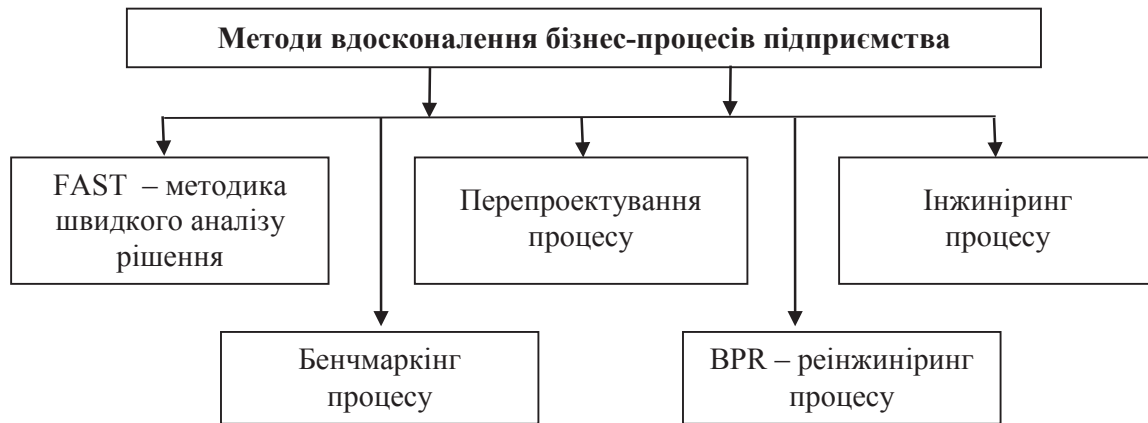 Методи вдосконалення бізнес-процесів підприємства
FAST – методика
швидкого аналізу
рішення
Перепроектування
процесу
Інжиніринг
процесу
Бенчмаркінг
процесу
BPR – реінжиніринг
процесу